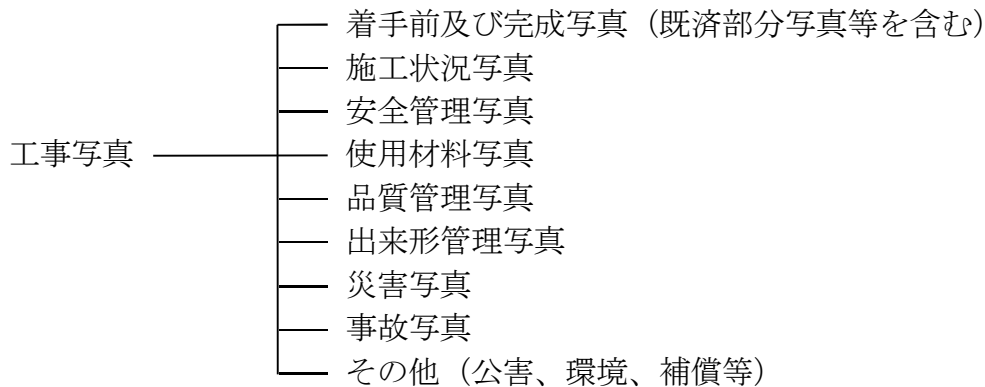 着手前及び完成写真（既済部分写真等を含む）
施工状況写真
安全管理写真
工事写真 使用材料写真
品質管理写真
出来形管理写真
災害写真
事故写真
その他（公害、環境、補償等）